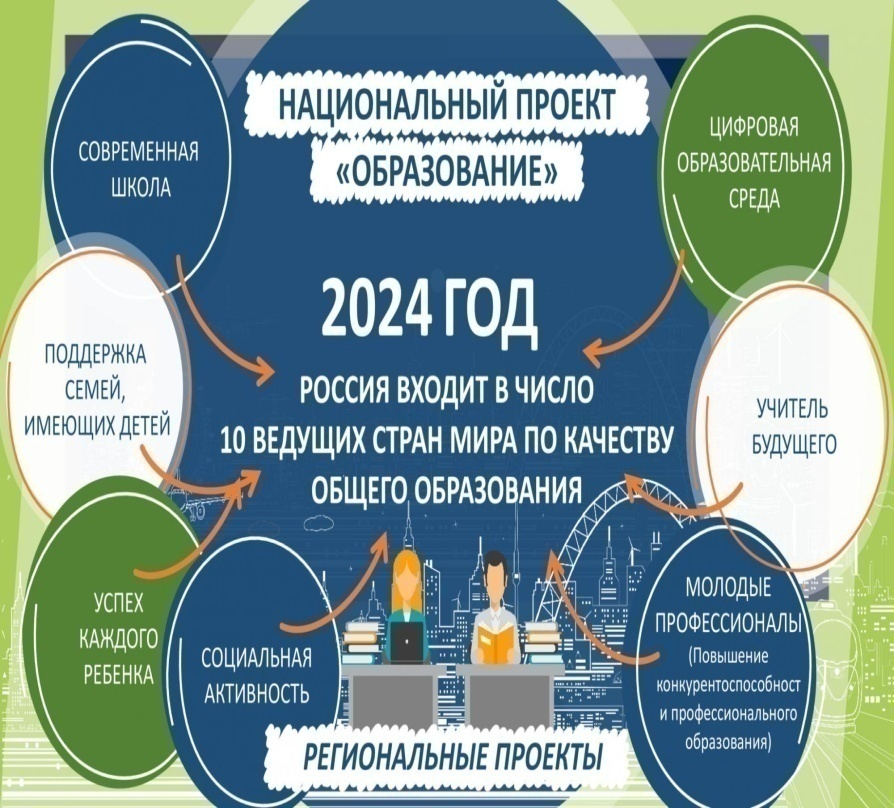 НАЦИОНАЛЬНЫЙ ПРОЕКТ
«ОБРАЗОВАНИЕ»
СОВРЕМЕННАЯ
ШКОЛА
ЦИФРОВАЯ
ОБРАЗОВАТЕЛЬНАЯ
СРЕДА
2024 ГОД
РОССИЯ ВХОДИТ В ЧИСЛО
10 ВЕДУЩИХ СТРАН МИРА ПО КАЧЕСТВУ
ОБЩЕГО ОБРАЗОВАНИЯ
ПОДДЕРЖКА
СЕМЕЙ,
ИМЕЮЩИХ ДЕТЕЙ
УЧИТЕЛЬ
БУДУЩЕГО
УСПЕХ
КАЖДОГО
РЕБЕНКА
СОЦИАЛЬНАЯ
АКТИВНОСТЬ
МОЛОДЫЕ
ПРОФЕССИОНАЛЫ
(Повышение
конкурентоспособност
и профессионального
образования)
РЕГИОНАЛЬНЫЕ ПРОЕКТЫ